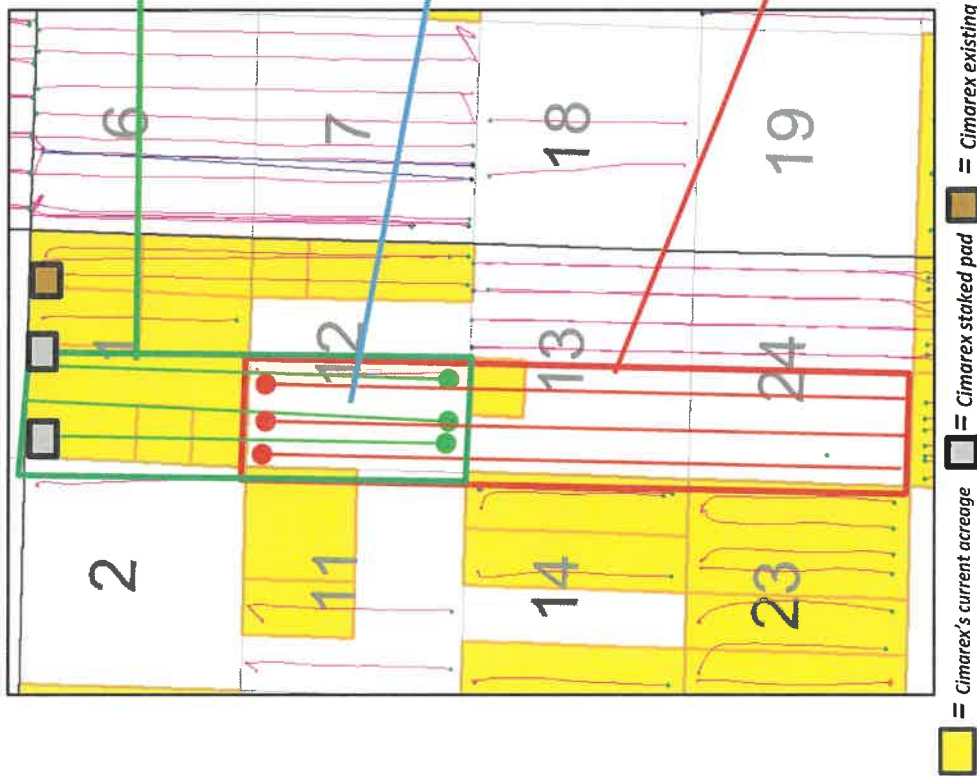 2 1 6
11 12 7
14 13 18
23 24 19
= Cimarex's current acreage = Cimarex staked pad = Cimarex existing